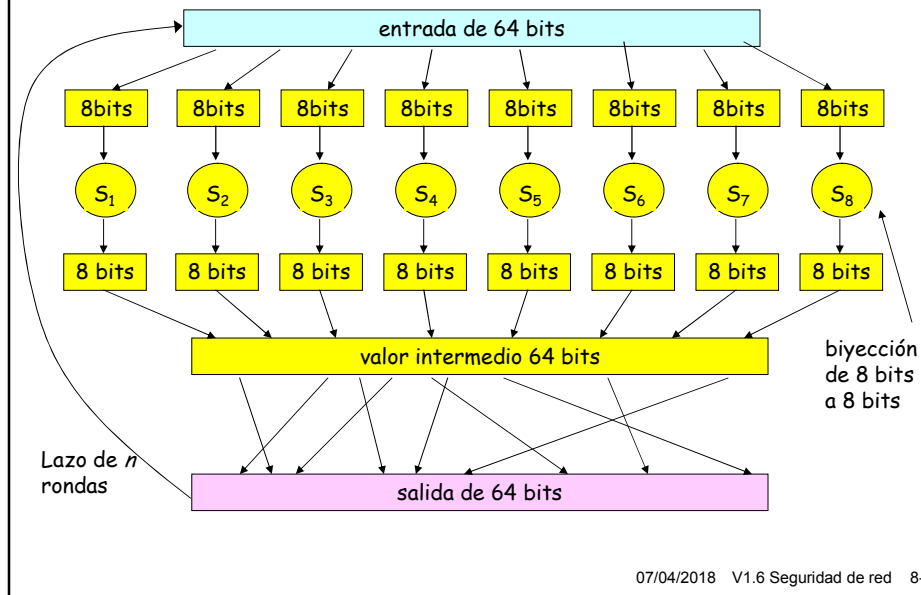 entrada de 64 bits
8bits 8bits 8bits 8bits 8bits 8bits 8bits 8bits
S1 S2 S3 S4 S5 S6 S7 S8
8 bits 8 bits 8 bits 8 bits 8 bits 8 bits 8 bits 8 bits
valor intermedio 64 bits
biyección
de 8 bits
a 8 bits
Lazo de n
rondas
salida de 64 bits
07/04/2018 V1.6 Seguridad de red 8-